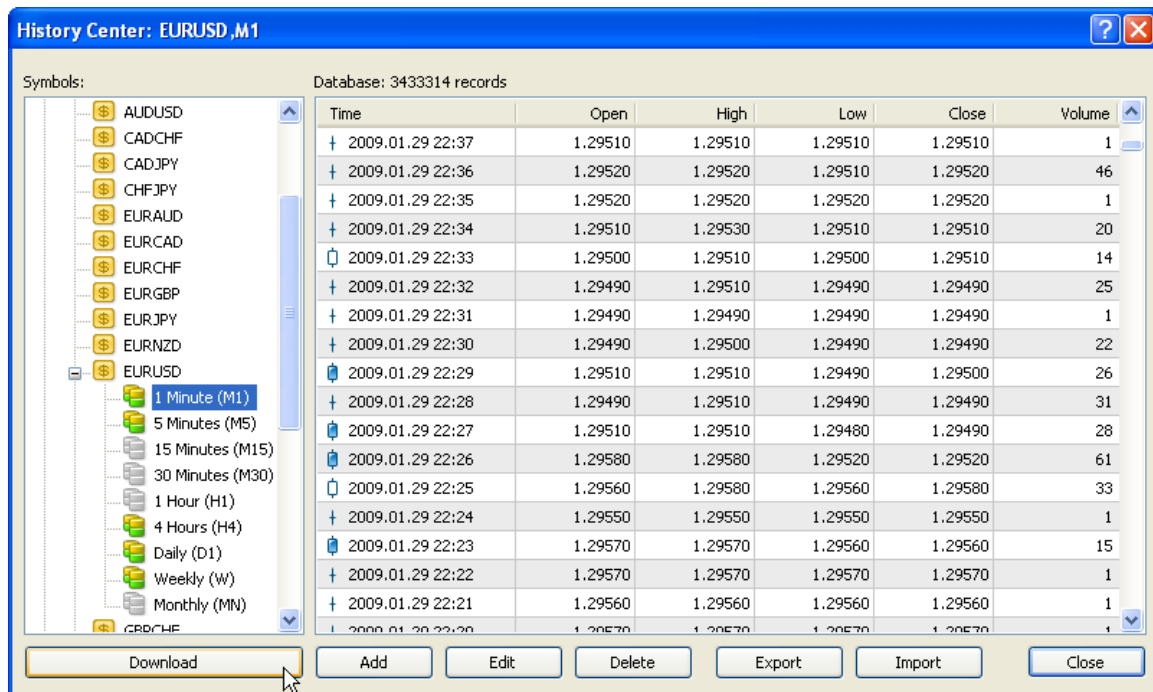 History Center: EURUSD,M1
Symbols:
Database: 3433314 records
AUDUSD
CADCHF
CADJPY
CHFJPY
EURAUD
EURCAD
EURCHF
EURGBP
EURJPY
EURNZD
EURUSD
1 Minute (M1)
5 Minutes (M5)
15 Minutes (M15)
30 Minutes (M30)
1 Hour (H1)
4 Hours (H4)
Daily (D1)
Weekly (W)
Monthly (MN)
GBPCHF
Time Open High Low Close Volume
2009.01.29 22:37 1.29510 1.29510 1.29510 1.29510 1
2009.01.29 22:36 1.29520 1.29520 1.29510 1.29520 46
2009.01.29 22:35 1.29520 1.29520 1.29520 1.29520 1
2009.01.29 22:34 1.29510 1.29530 1.29510 1.29510 20
2009.01.29 22:33 1.29500 1.29510 1.29500 1.29510 14
2009.01.29 22:32 1.29490 1.29510 1.29490 1.29490 25
2009.01.29 22:31 1.29490 1.29490 1.29490 1.29490 1
2009.01.29 22:30 1.29490 1.29500 1.29490 1.29490 22
2009.01.29 22:29 1.29510 1.29510 1.29490 1.29500 26
2009.01.29 22:28 1.29490 1.29510 1.29490 1.29490 31
2009.01.29 22:27 1.29510 1.29510 1.29480 1.29490 28
2009.01.29 22:26 1.29580 1.29580 1.29520 1.29520 61
2009.01.29 22:25 1.29560 1.29580 1.29560 1.29580 33
2009.01.29 22:24 1.29550 1.29550 1.29550 1.29550 1
2009.01.29 22:23 1.29570 1.29570 1.29560 1.29560 15
2009.01.29 22:22 1.29570 1.29570 1.29570 1.29570 1
2009.01.29 22:21 1.29560 1.29560 1.29560 1.29560 1
2009.01.29 22:20 1.29570 1.29570 1.29570 1.29570 1
Download Add Edit Delete Export Import Close